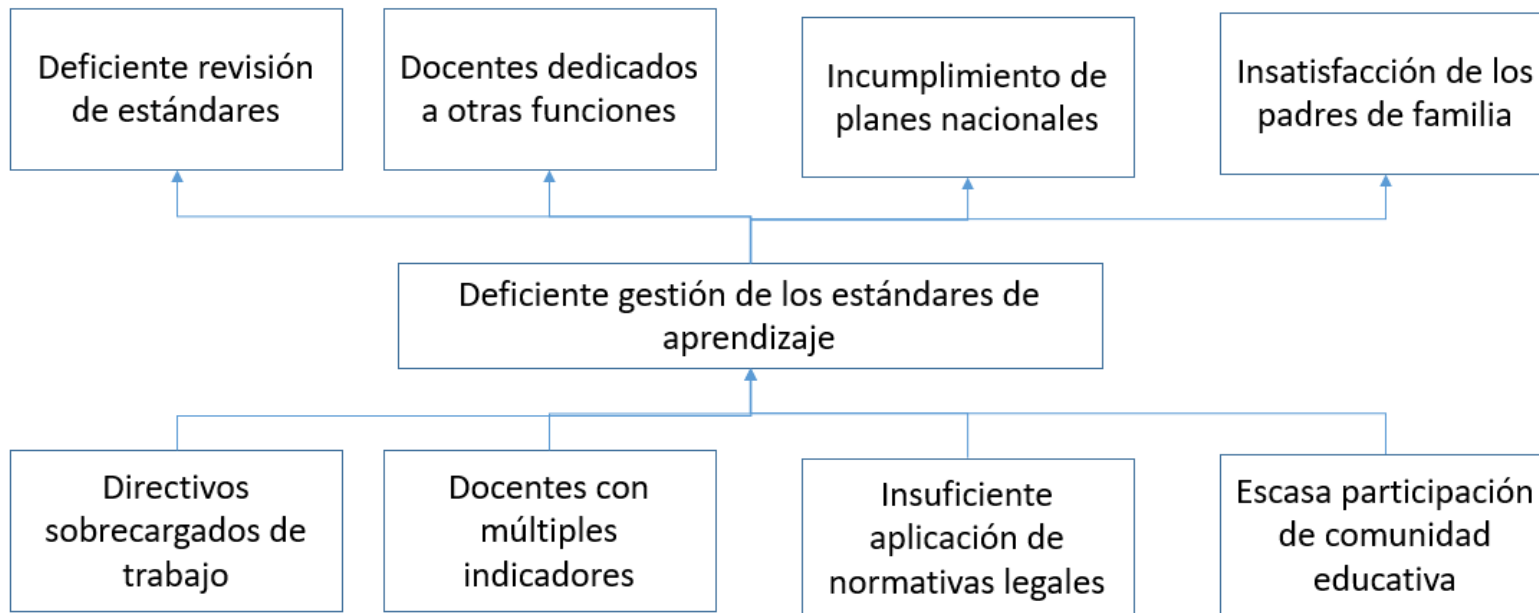 Deficiente revisión
de estándares
Docentes dedicados
a otras funciones
Incumplimiento de
planes nacionales
Insatisfacción de los
padres de familia
Deficiente gestión de los estándares de
aprendizaje
Directivos
sobrecargados de
trabajo
Docentes con
múltiples
indicadores
Insuficiente
aplicación de
normativas legales
Escasa participación
de comunidad
educativa